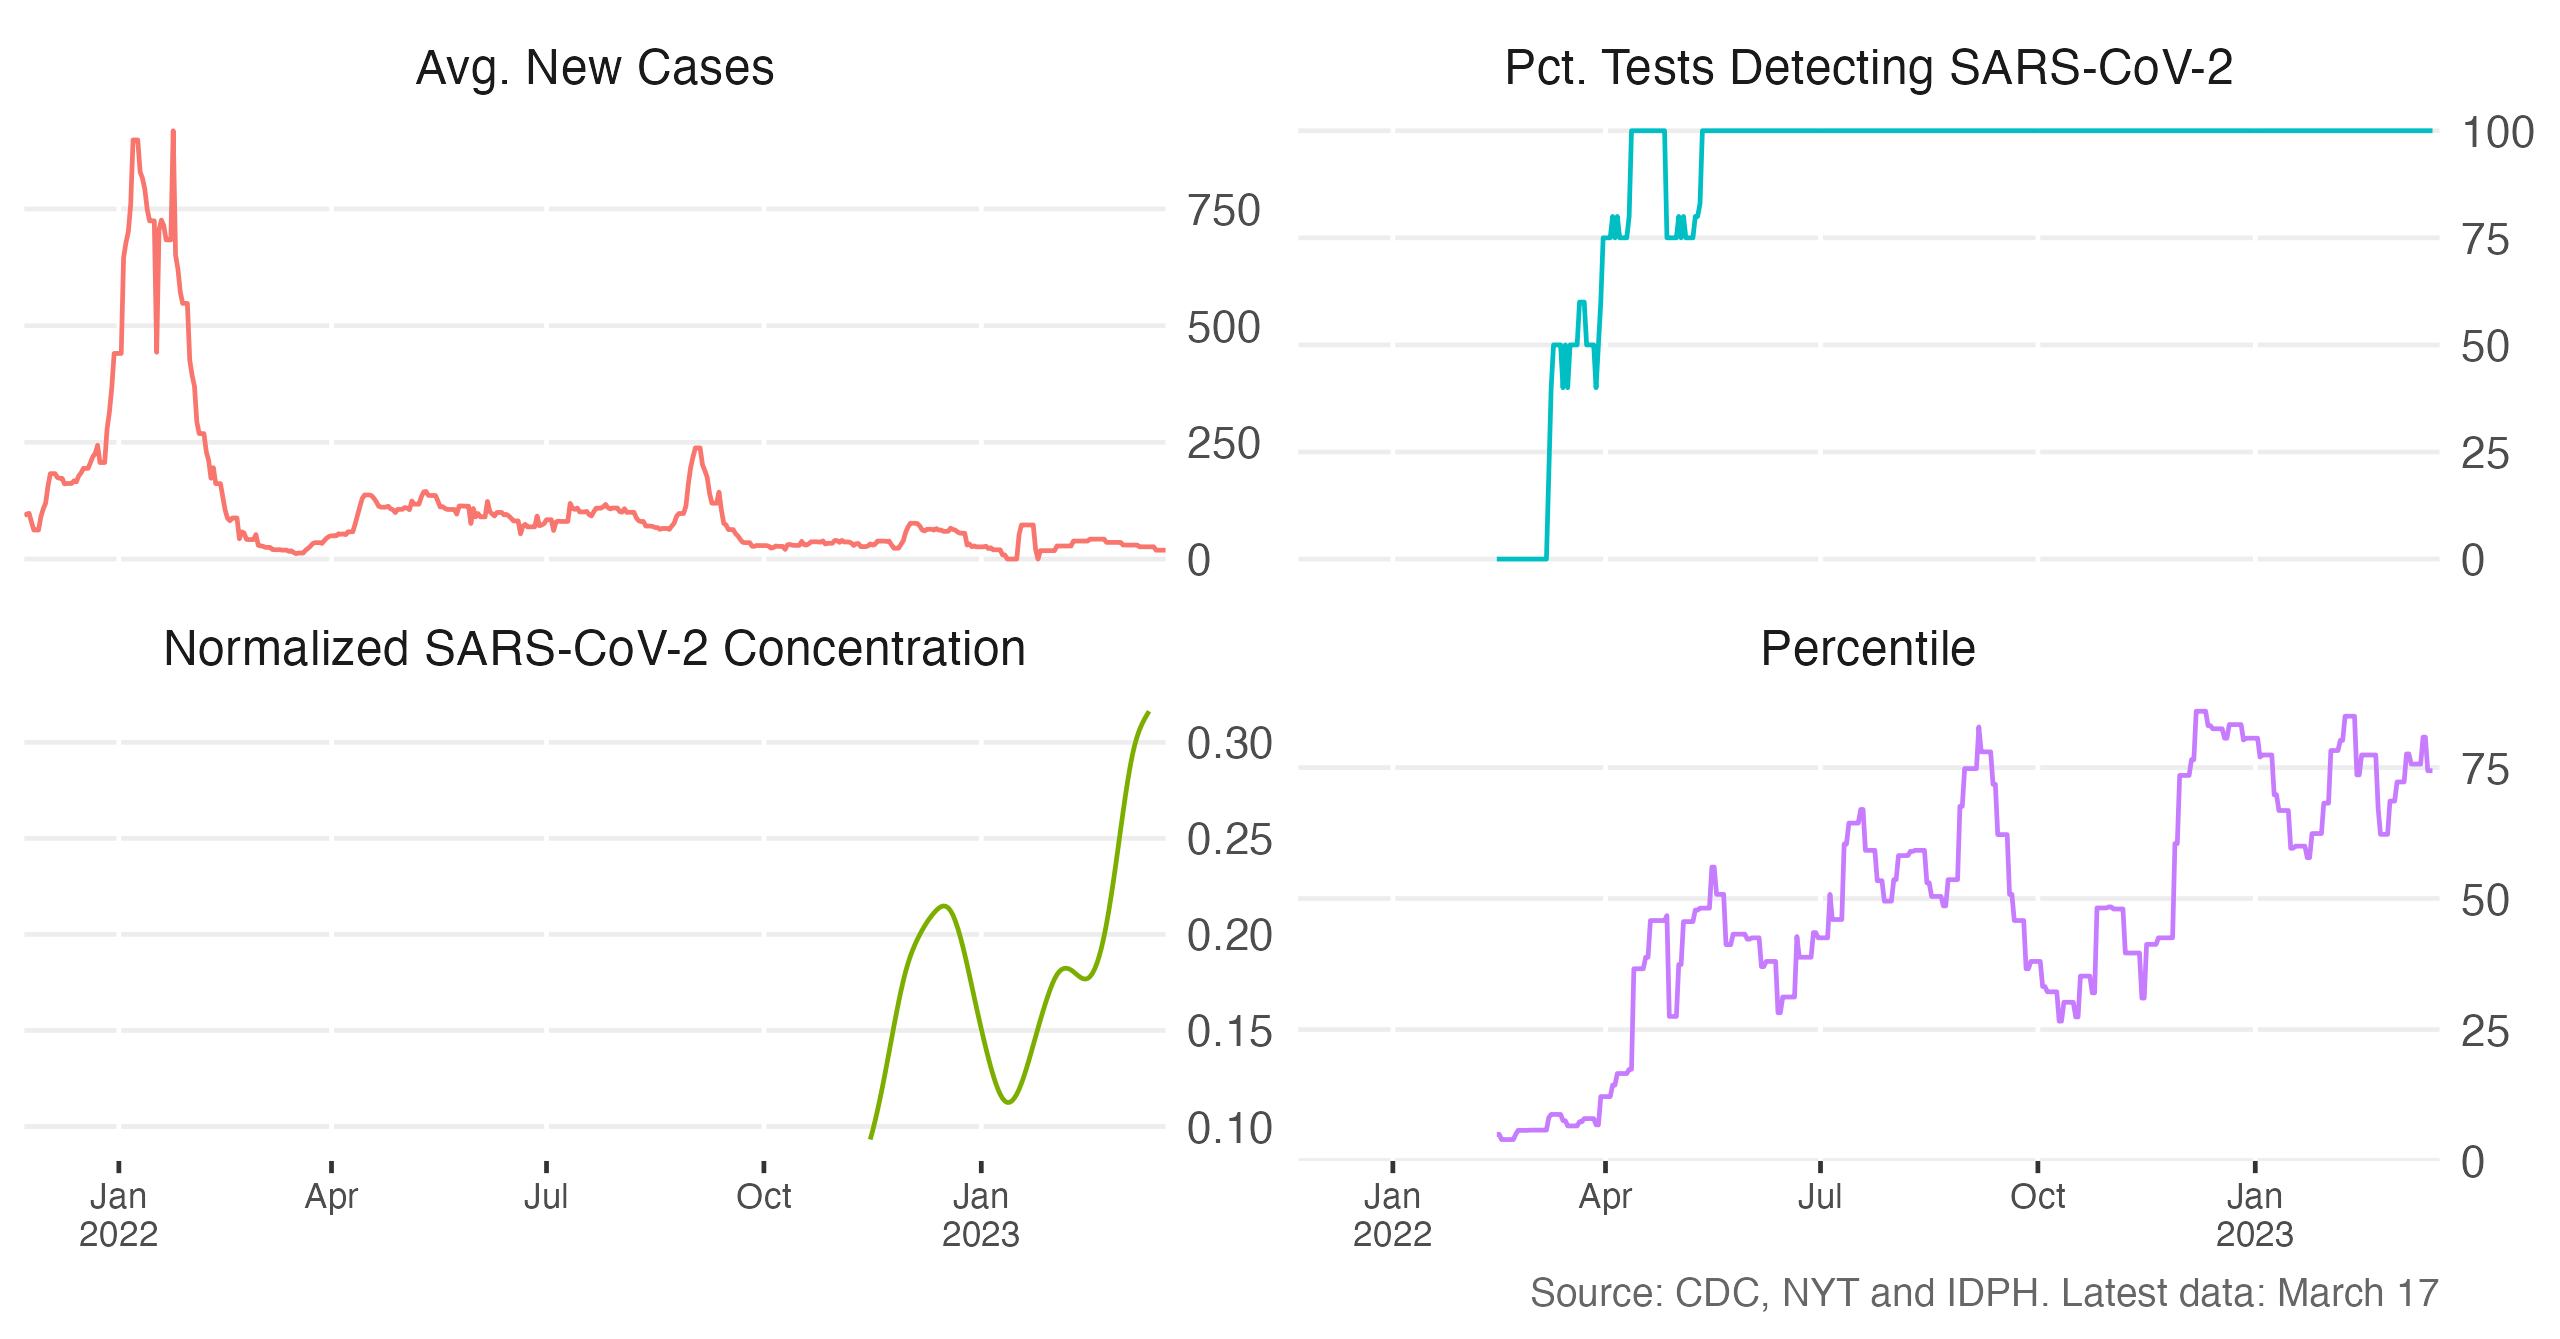 Avg. New Cases
750
500
250
0
Pct. Tests Detecting SARS-CoV-2
100
75
50
25
0
Normalized SARS-CoV-2 Concentration
0.30
0.25
0.20
0.15
0.10
Jan Apr Jul Oct Jan
2022 2023
Percentile
75
50
25
0
Jan Apr Jul Oct Jan
2022 2023
Source: CDC, NYT and IDPH. Latest data: March 17